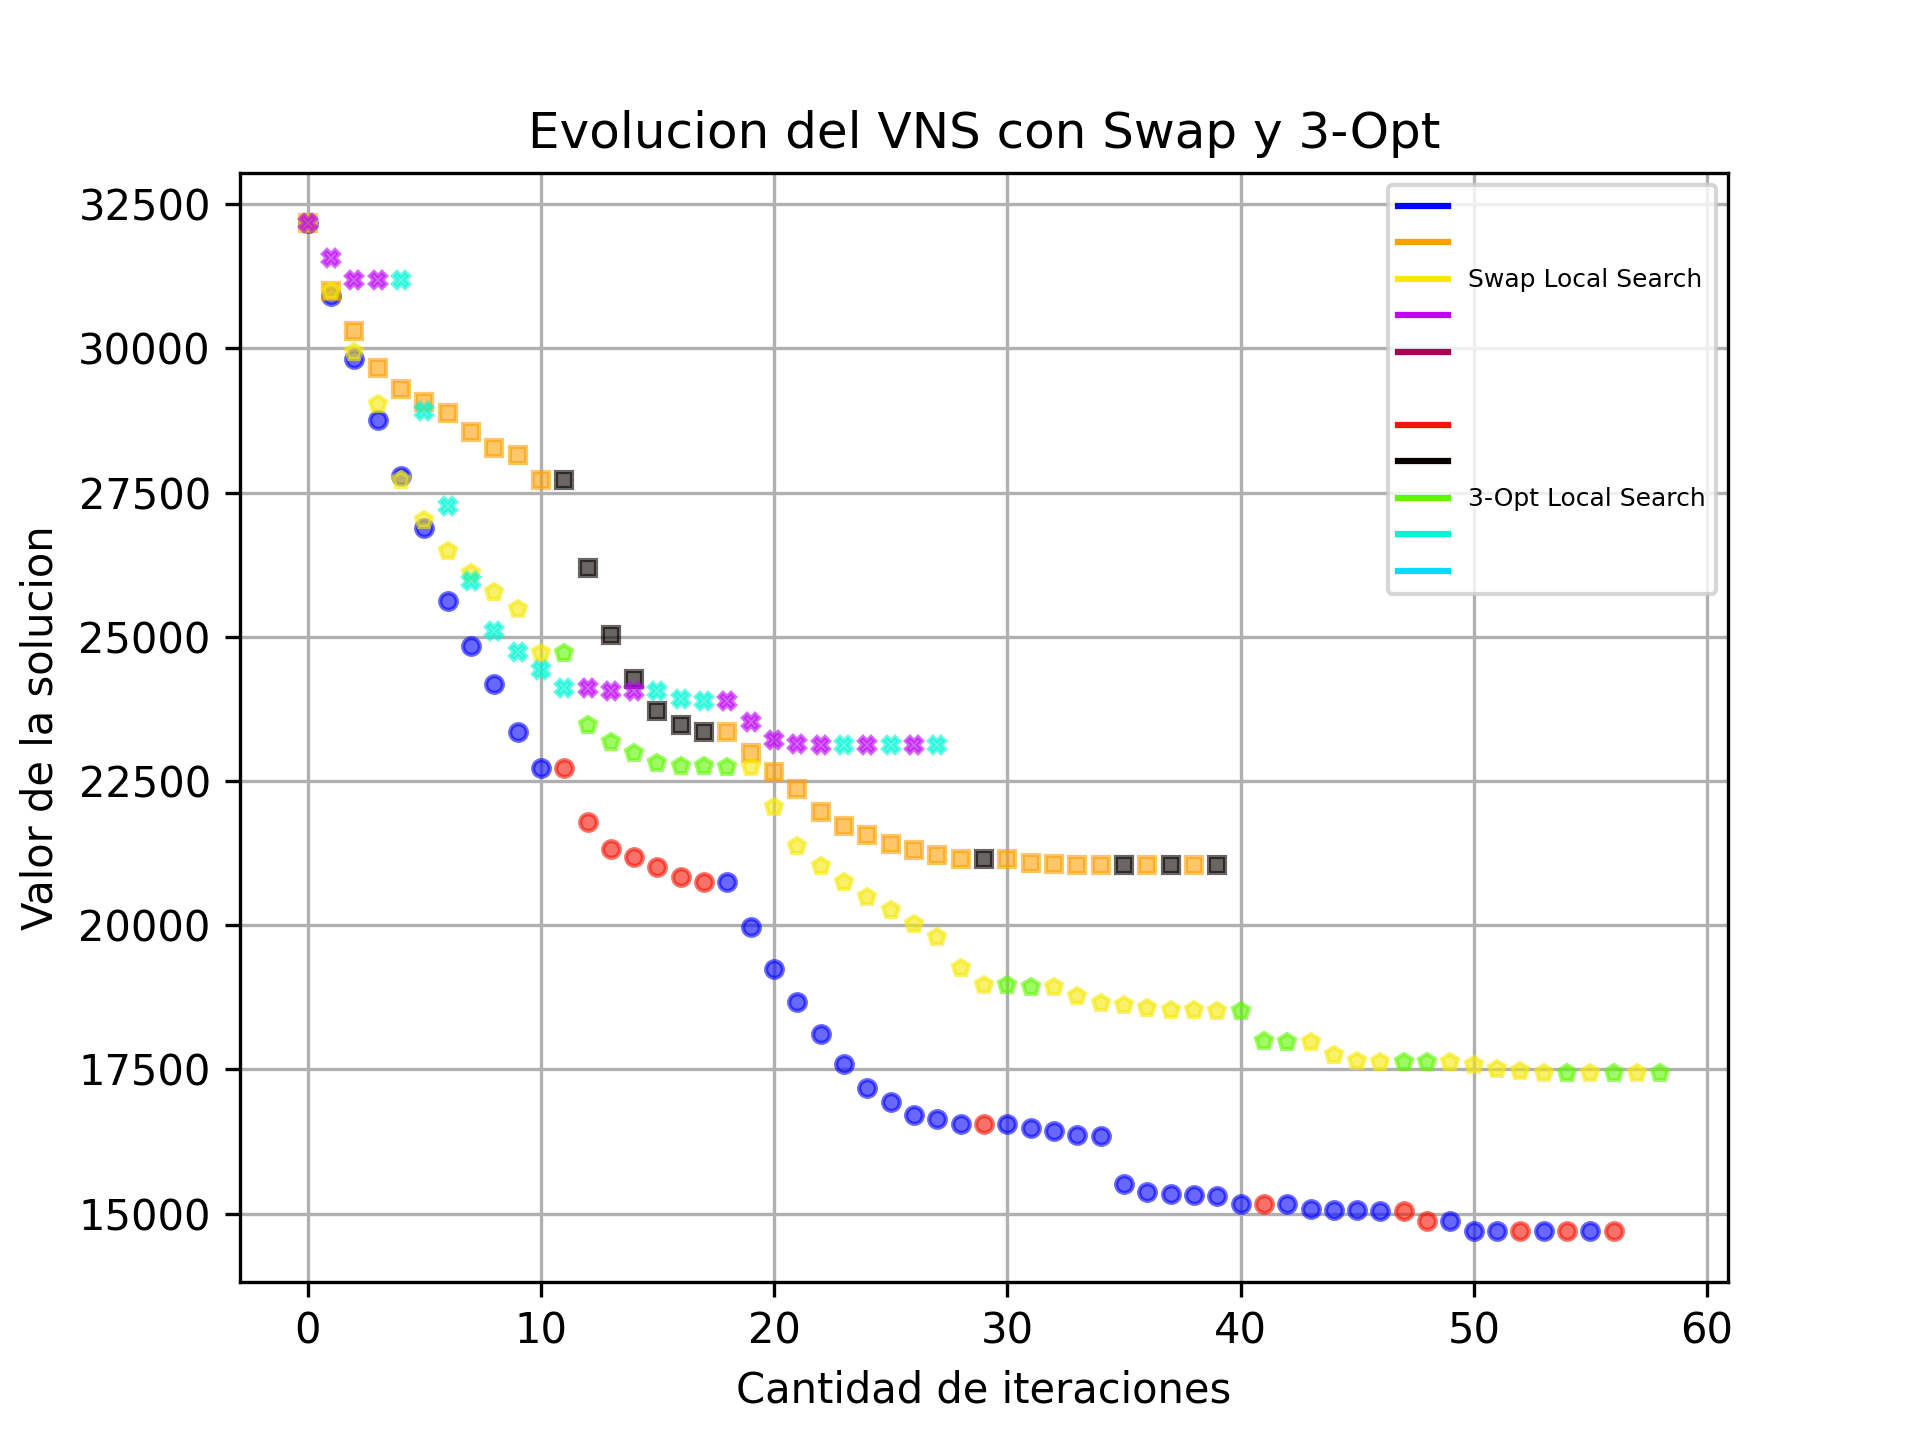 Evolucion del VNS con Swap y 3-Opt
32500
30000
27500
25000
22500
20000
17500
15000
Valor de la solucion
Swap Local Search
3-Opt Local Search
0 10 20 30 40 50 60
Cantidad de iteraciones